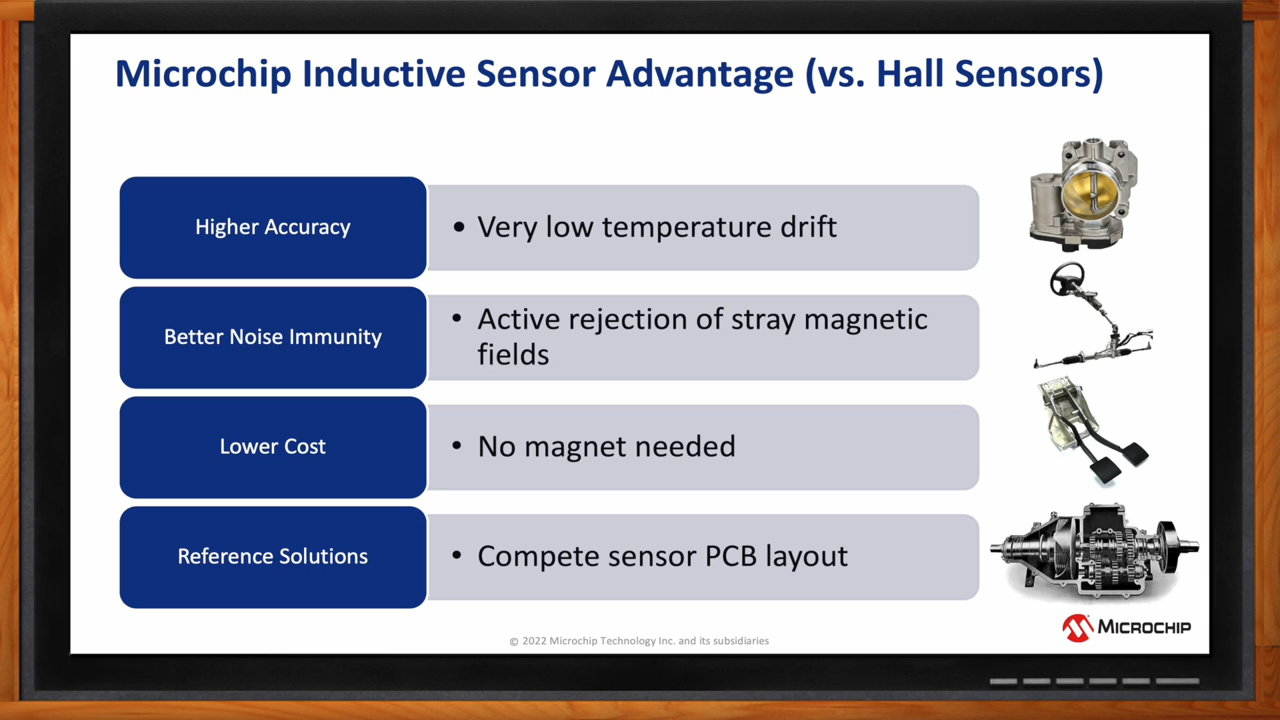 Microchip Inductive Sensor Advantage (vs. Hall Sensors)
Higher Accuracy
• Very low temperature drift
Better Noise Immunity
• Active rejection of stray magnetic
fields
Lower Cost
• No magnet needed
Reference Solutions
• Compete sensor PCB layout
MICROCHIP
© 2022 Microchip Technology Inc. and its subsidiaries